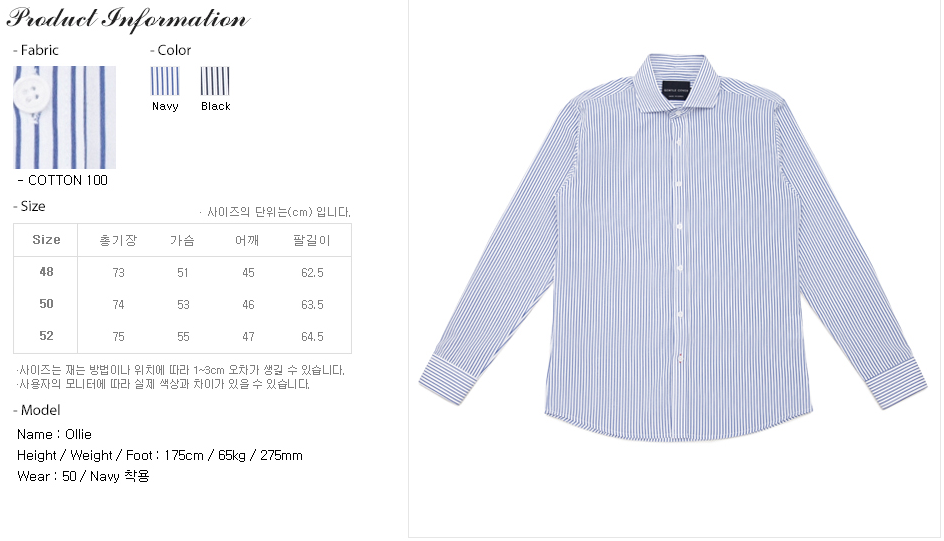 Product Information
- Fabric
- Color
Navy
Black
- COTTON 100
- Size
· 사이즈의 단위는(cm) 입니다.
Size 총기장 가슴 어깨 팔길이
48 73 51 45 62.5
50 74 53 46 63.5
52 75 55 47 64.5
·사이즈는 재는 방법이나 위치에 따라 1~3cm 오차가 생길 수 있습니다.
·사용자의 모니터에 따라 실제 색상과 차이가 있을 수 있습니다.
- Model
Name : Ollie
Height / Weight / Foot : 175cm / 65kg / 275mm
Wear : 50 / Navy 착용